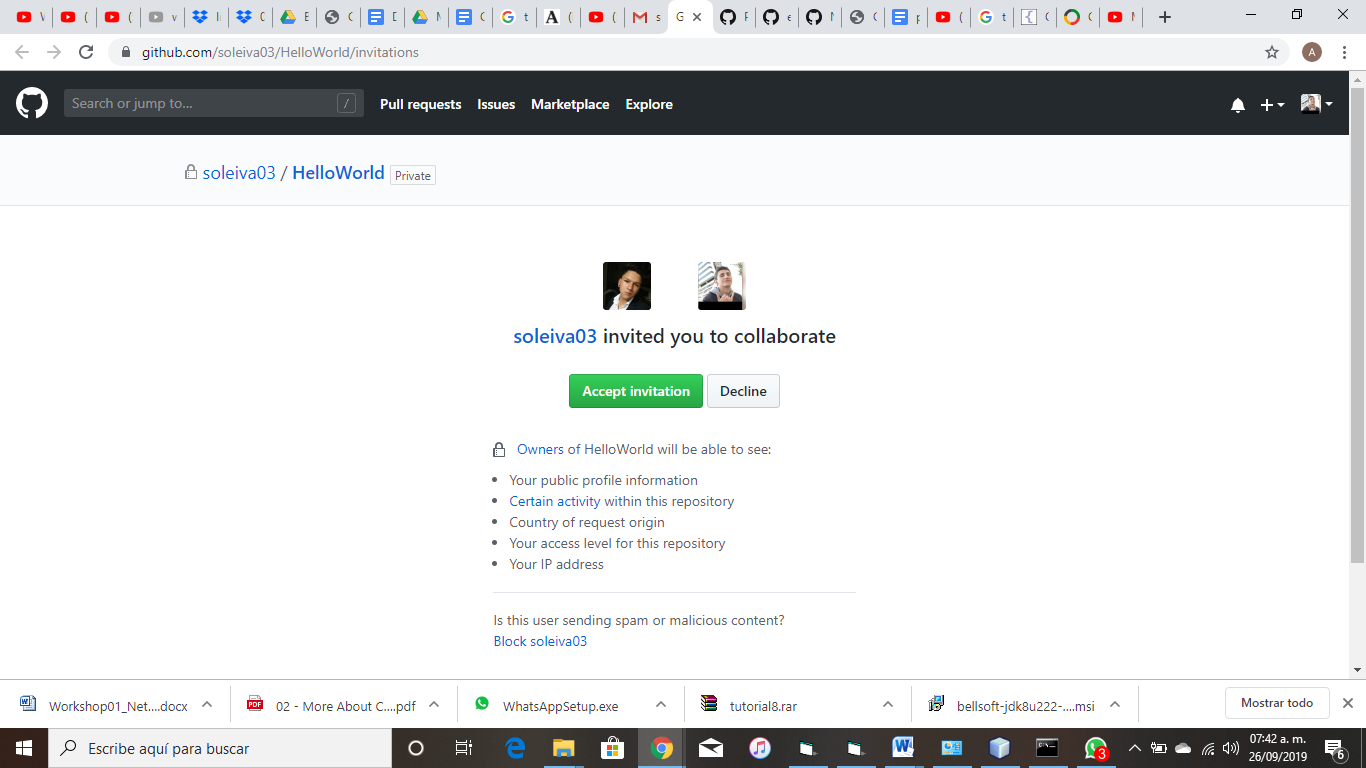 github.com/soleiva03/HelloWorld/invitations
A
Search or jump to...
/
Pull requests
Issues
Marketplace
Explore
soleiva03 / HelloWorld
Private
soleiva03 invited you to collaborate
Accept invitation
Decline
Owners of HelloWorld will be able to see:
Your public profile information
Certain activity within this repository
Country of request origin
Your access level for this repository
Your IP address
Is this user sending spam or malicious content?
Block soleiva03
Workshop01_Net....docx
02 - More About C....pdf
WhatsAppSetup.exe
tutorial8.rar
bellsoft-jdk8u222-....msi
Mostrar todo
Escribe aquí para buscar
3
07:42 a. m.
26/09/2019
6